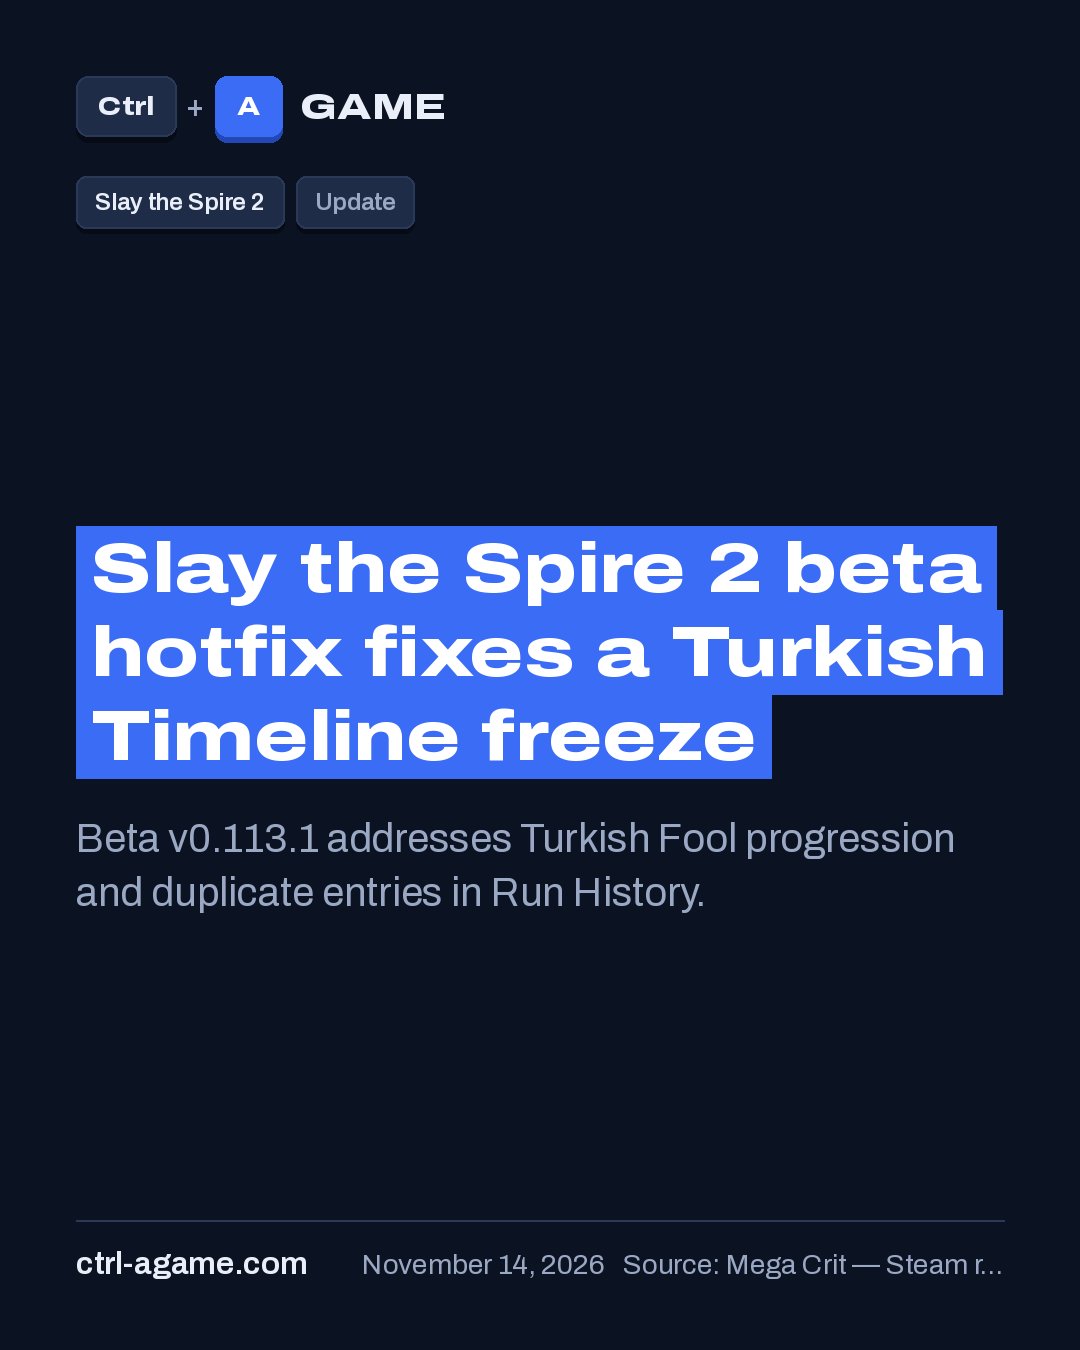 Ctrl + A GAME
Slay the Spire 2 Update
Slay the Spire 2 beta
hotfix fixes a Turkish
Timeline freeze
Beta v0.113.1 addresses Turkish Fool progression
and duplicate entries in Run History.
ctrl-agame.com November 14, 2026 Source: Mega Crit — Steam r...